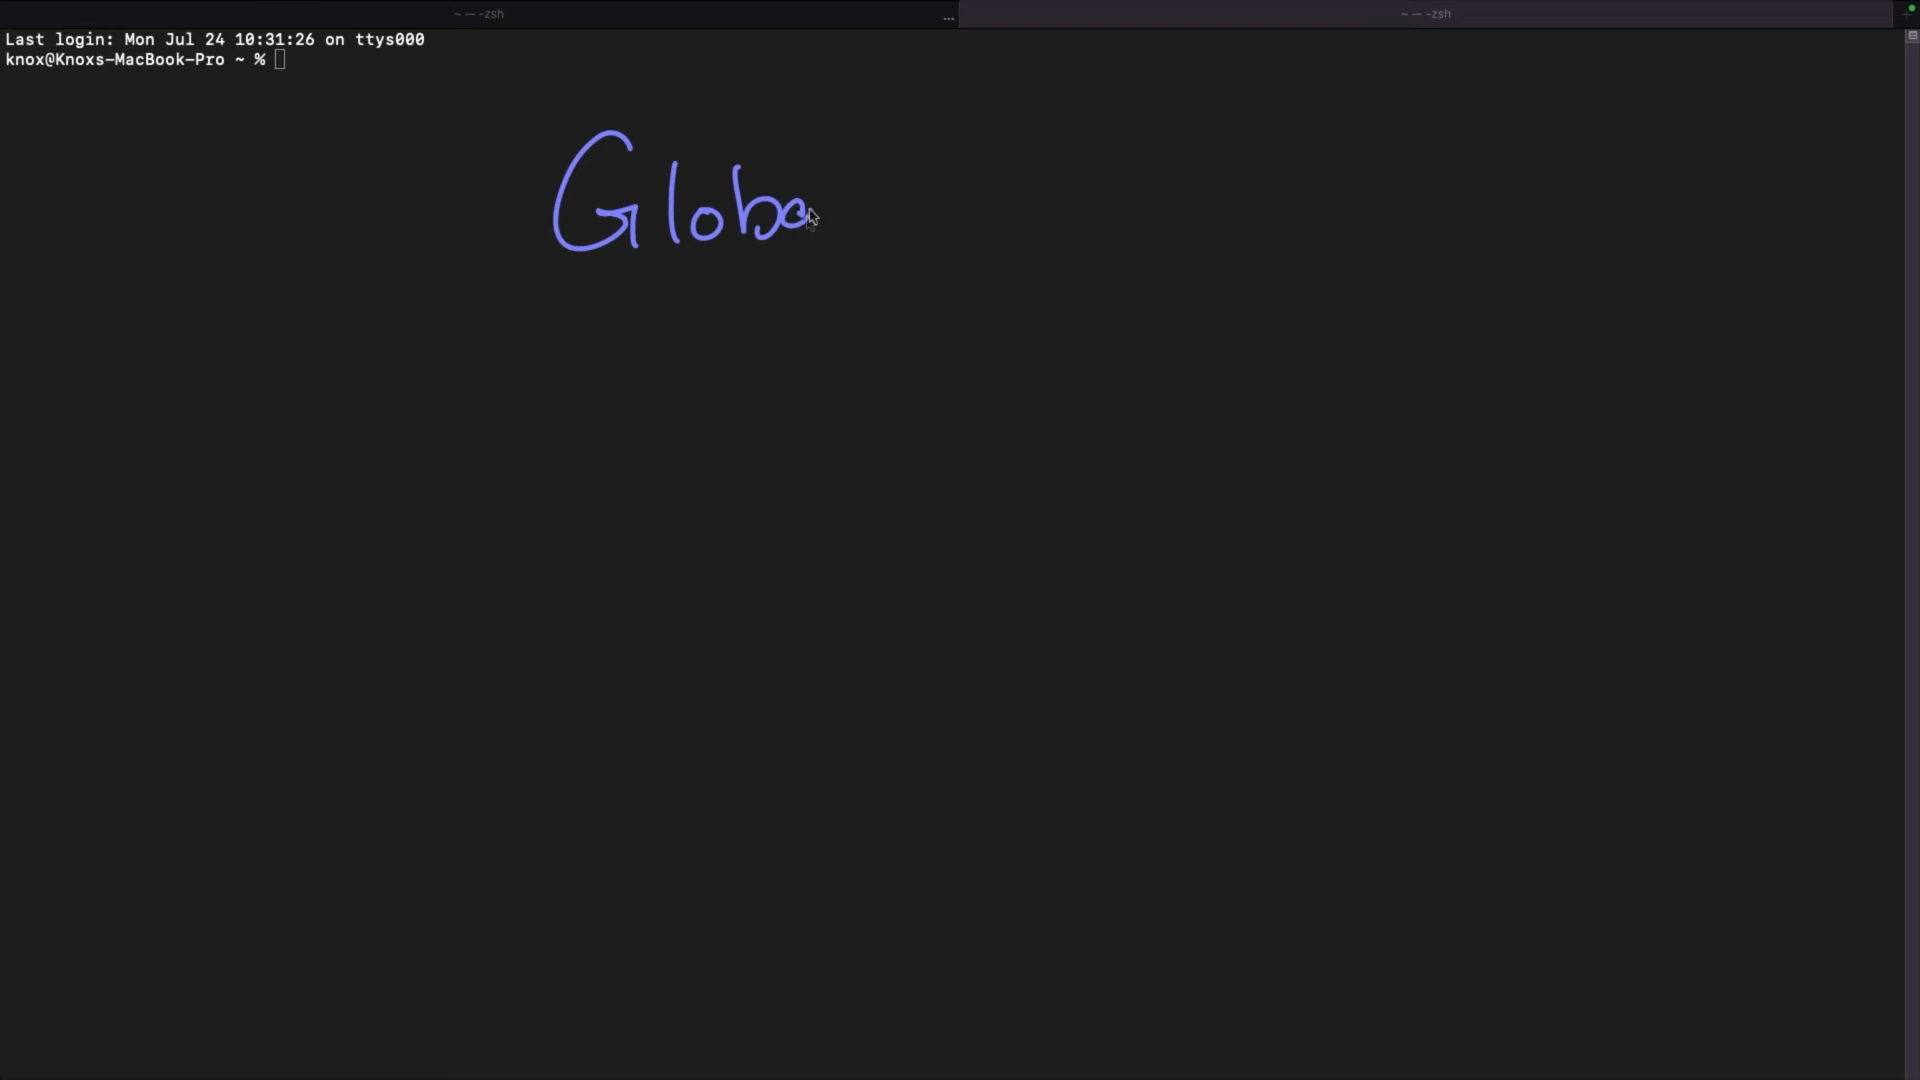 ~ — -zsh
... ~ — -zsh
Last login: Mon Jul 24 10:31:26 on ttys000
knox@Knoxs-MacBook-Pro ~ %
Globa